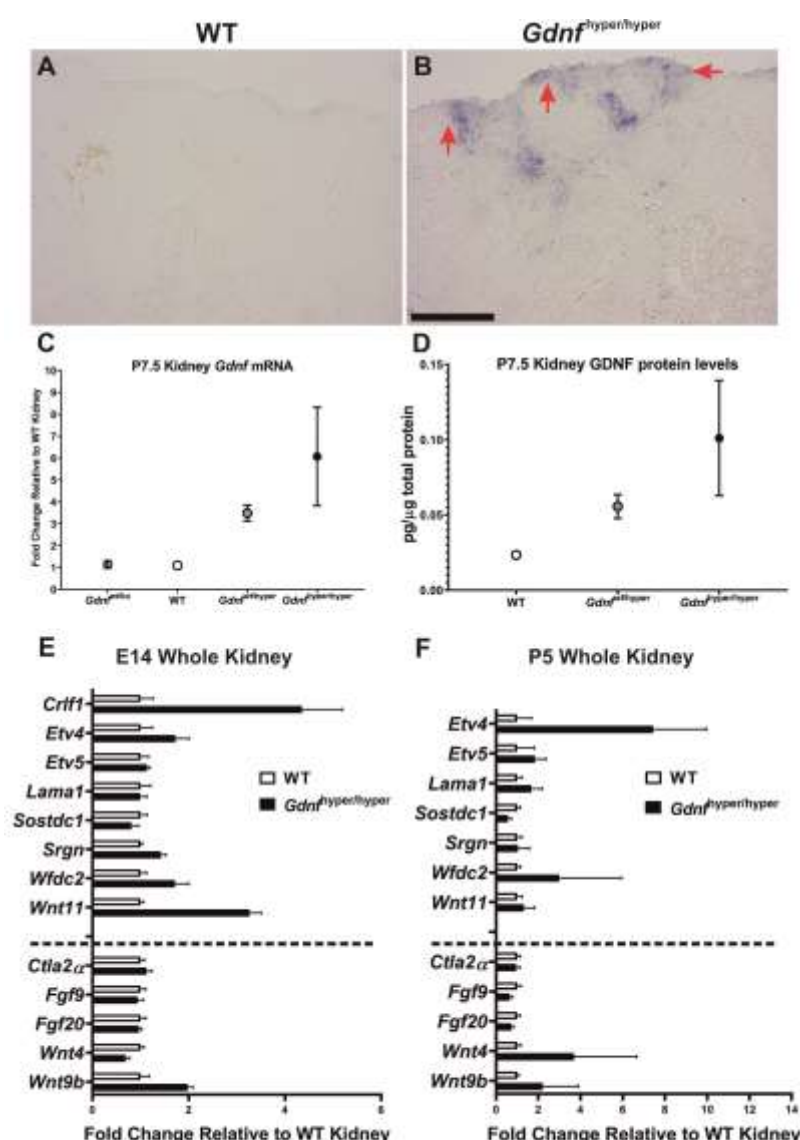 WT
Gdnf hyper/hyper
A
B
C
P7.5 Kidney Gdnf mRNA
Fold Change Relative to WT Kidney
10
9
8
7
6
5
4
3
2
1
0
WT
D
P7.5 Kidney GDNF protein levels
pg/µg total protein
0.15
0.10
0.05
0.00
WT
Gdnf hyper/hyper
E
E14 Whole Kidney
Crlf1
Etv4
Etv5
Lama1
Sostdc1
Srgn
Wfdc2
Wnt11
WT
Gdnf hyper/hyper
Ctla2α
Fgf9
Fgf20
Wnt4
Wnt9b
0 2 4 6
Fold Change Relative to WT Kidney
F
P5 Whole Kidney
Etv4
Etv5
Lama1
Sostdc1
Srgn
Wfdc2
Wnt11
WT
Gdnf hyper/hyper
Ctla2α
Fgf9
Fgf20
Wnt4
Wnt9b
0 2 4 6 8 10 12 14
Fold Change Relative to WT Kidney